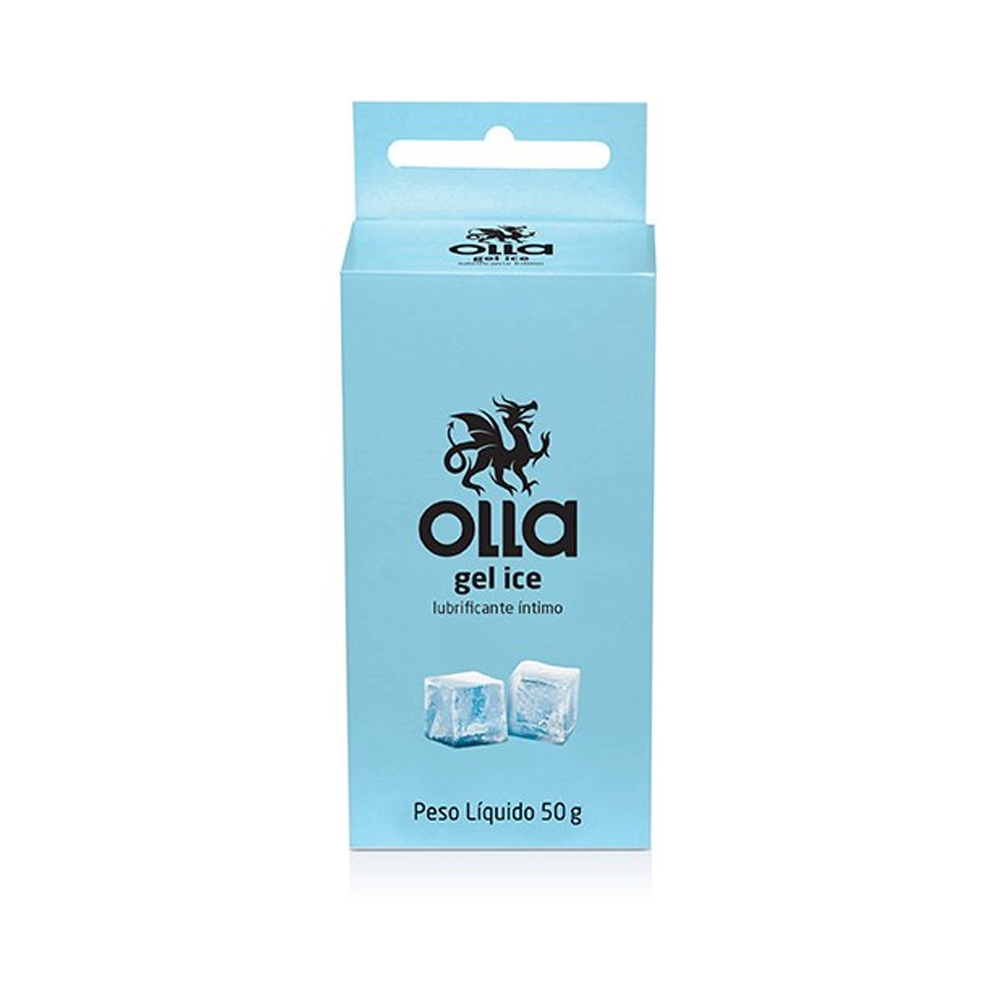 olla
gel ice
lubrificante íntimo
olla
gel ice
lubrificante íntimo
Peso Líquido 50 g